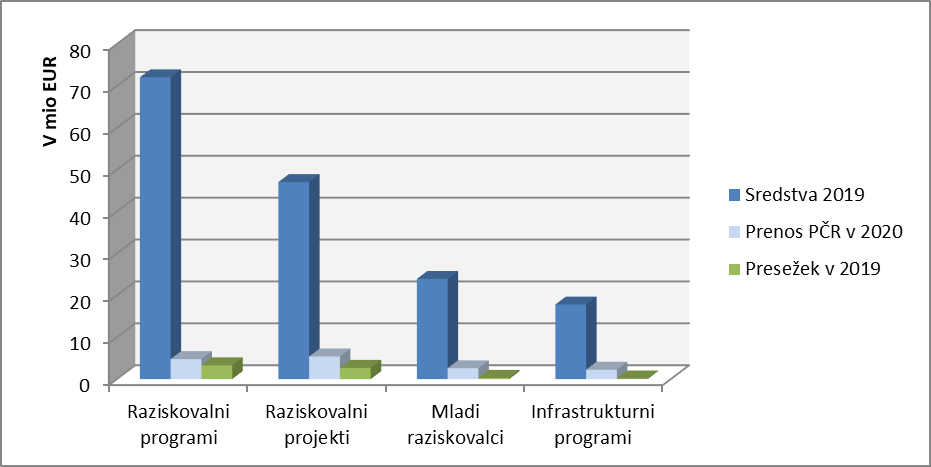 V mio EUR
80
70
60
50
40
30
20
10
0
Raziskovalni
programi
Raziskovalni
projekti
Mladi
raziskovalci
Infrastrukturni
programi
Sredstva 2019
Prenos PČR v 2020
Presežek v 2019